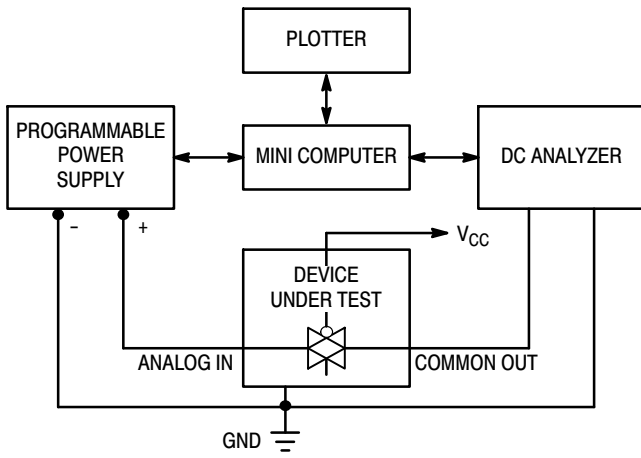 PLOTTER
PROGRAMMABLE
POWER
SUPPLY
MINI COMPUTER
DC ANALYZER
– +
VCC
DEVICE
UNDER TEST
ANALOG IN
COMMON OUT
GND